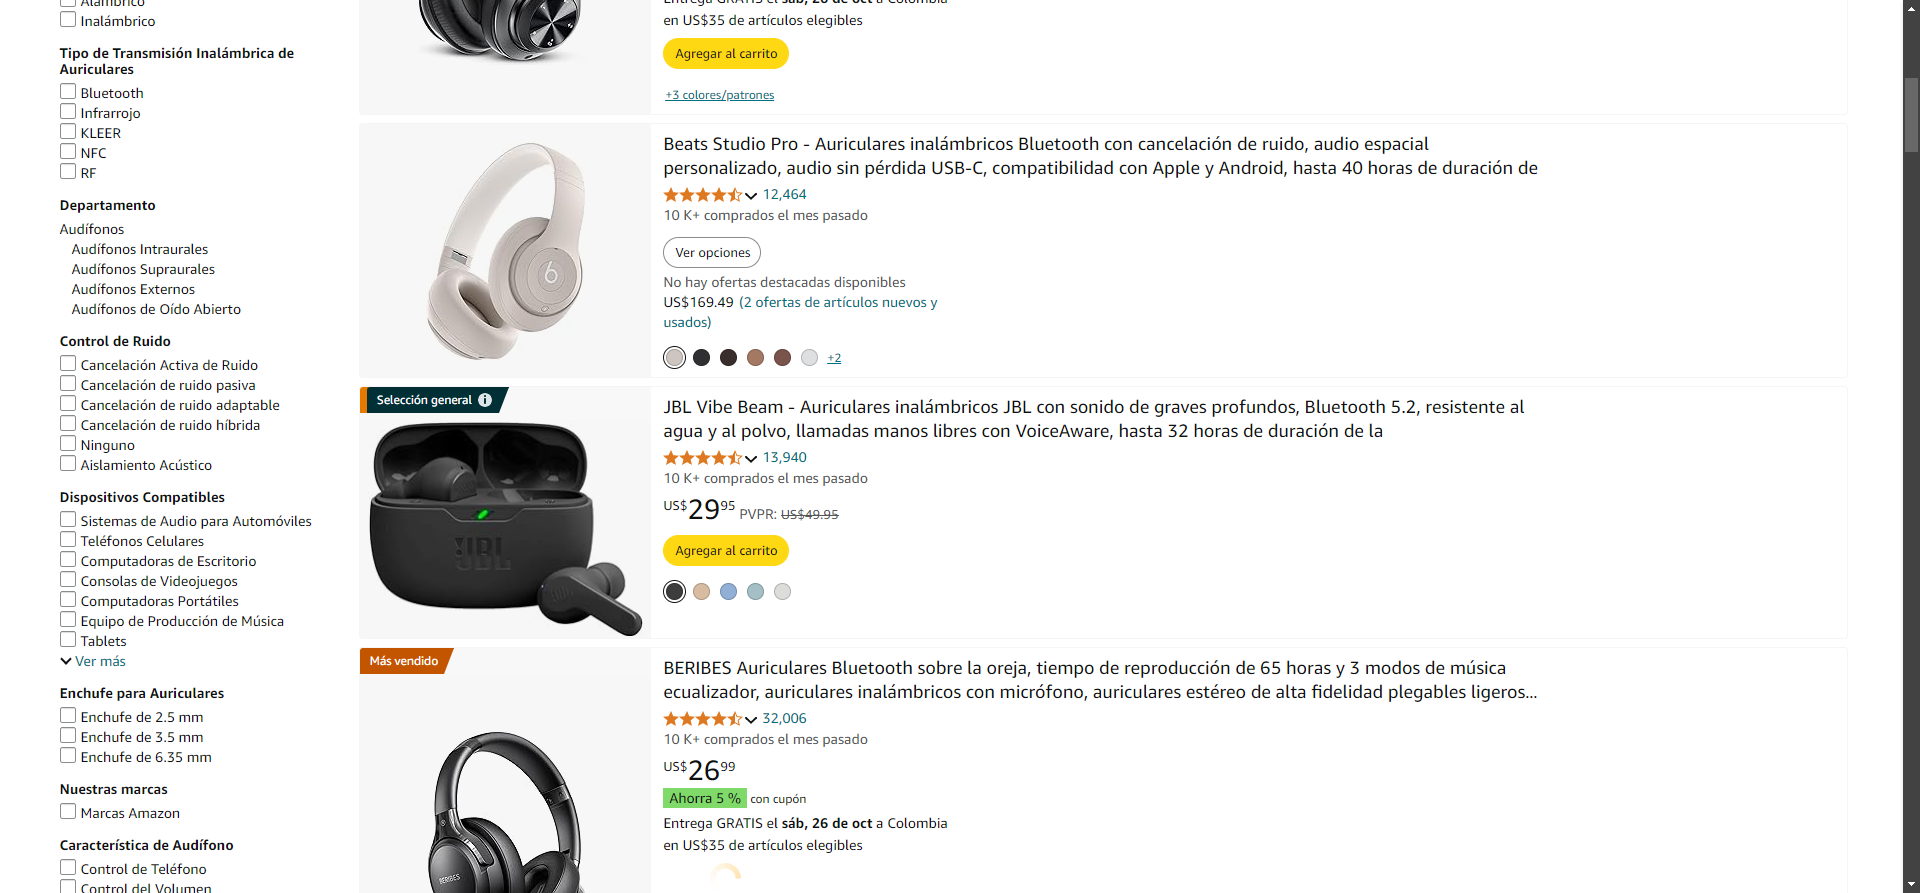 Alámbrico
Inalámbrico
Tipo de Transmisión Inalámbrica de
Auriculares
Bluetooth
Infrarrojo
KLEER
NFC
RF
Departamento
Audífonos
Audífonos Intraurales
Audífonos Supraurales
Audífonos Externos
Audífonos de Oído Abierto
Control de Ruido
Cancelación Activa de Ruido
Cancelación de ruido pasiva
Cancelación de ruido adaptable
Cancelación de ruido híbrida
Ninguno
Aislamiento Acústico
Dispositivos Compatibles
Sistemas de Audio para Automóviles
Teléfonos Celulares
Computadoras de Escritorio
Consolas de Videojuegos
Computadoras Portátiles
Equipo de Producción de Música
Tablets
Ver más
Enchufe para Auriculares
Enchufe de 2.5 mm
Enchufe de 3.5 mm
Enchufe de 6.35 mm
Nuestras marcas
Marcas Amazon
Característica de Audífono
Control de Teléfono
Control del Volumen
Entrega GRATIS el sáb, 26 de oct a Colombia
en US$35 de artículos elegibles
Agregar al carrito
+3 colores/patrones
Beats Studio Pro - Auriculares inalámbricos Bluetooth con cancelación de ruido, audio espacial
personalizado, audio sin pérdida USB-C, compatibilidad con Apple y Android, hasta 40 horas de duración de
12,464
10 K+ comprados el mes pasado
Ver opciones
No hay ofertas destacadas disponibles
US$169.49 (2 ofertas de artículos nuevos y
usados)
+2
Selección general
JBL
JBL Vibe Beam - Auriculares inalámbricos JBL con sonido de graves profundos, Bluetooth 5.2, resistente al
agua y al polvo, llamadas manos libres con VoiceAware, hasta 32 horas de duración de la
13,940
10 K+ comprados el mes pasado
US$29.95 PVPR: US$49.95
Agregar al carrito
Más vendido
BERIBES
BERIBES Auriculares Bluetooth sobre la oreja, tiempo de reproducción de 65 horas y 3 modos de música
ecualizador, auriculares inalámbricos con micrófono, auriculares estéreo de alta fidelidad plegables ligeros...
32,006
10 K+ comprados el mes pasado
US$26.99
Ahorra 5 % con cupón
Entrega GRATIS el sáb, 26 de oct a Colombia
en US$35 de artículos elegibles